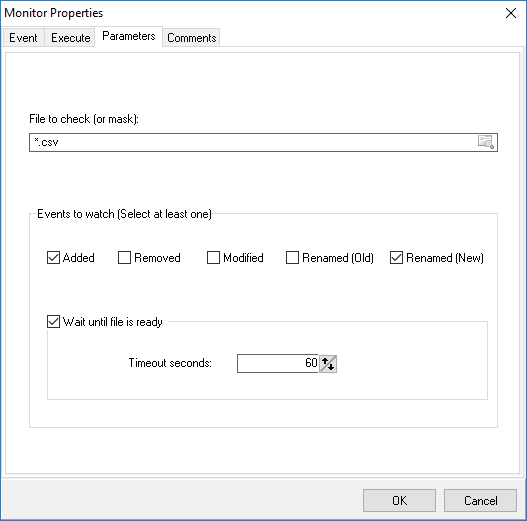 Monitor Properties
Event Execute Parameters Comments
File to check (or mask):
*.csv
Events to watch (Select at least one)
Added Removed Modified Renamed (Old) Renamed (New)
Wait until file is ready
Timeout seconds: 60
OK Cancel